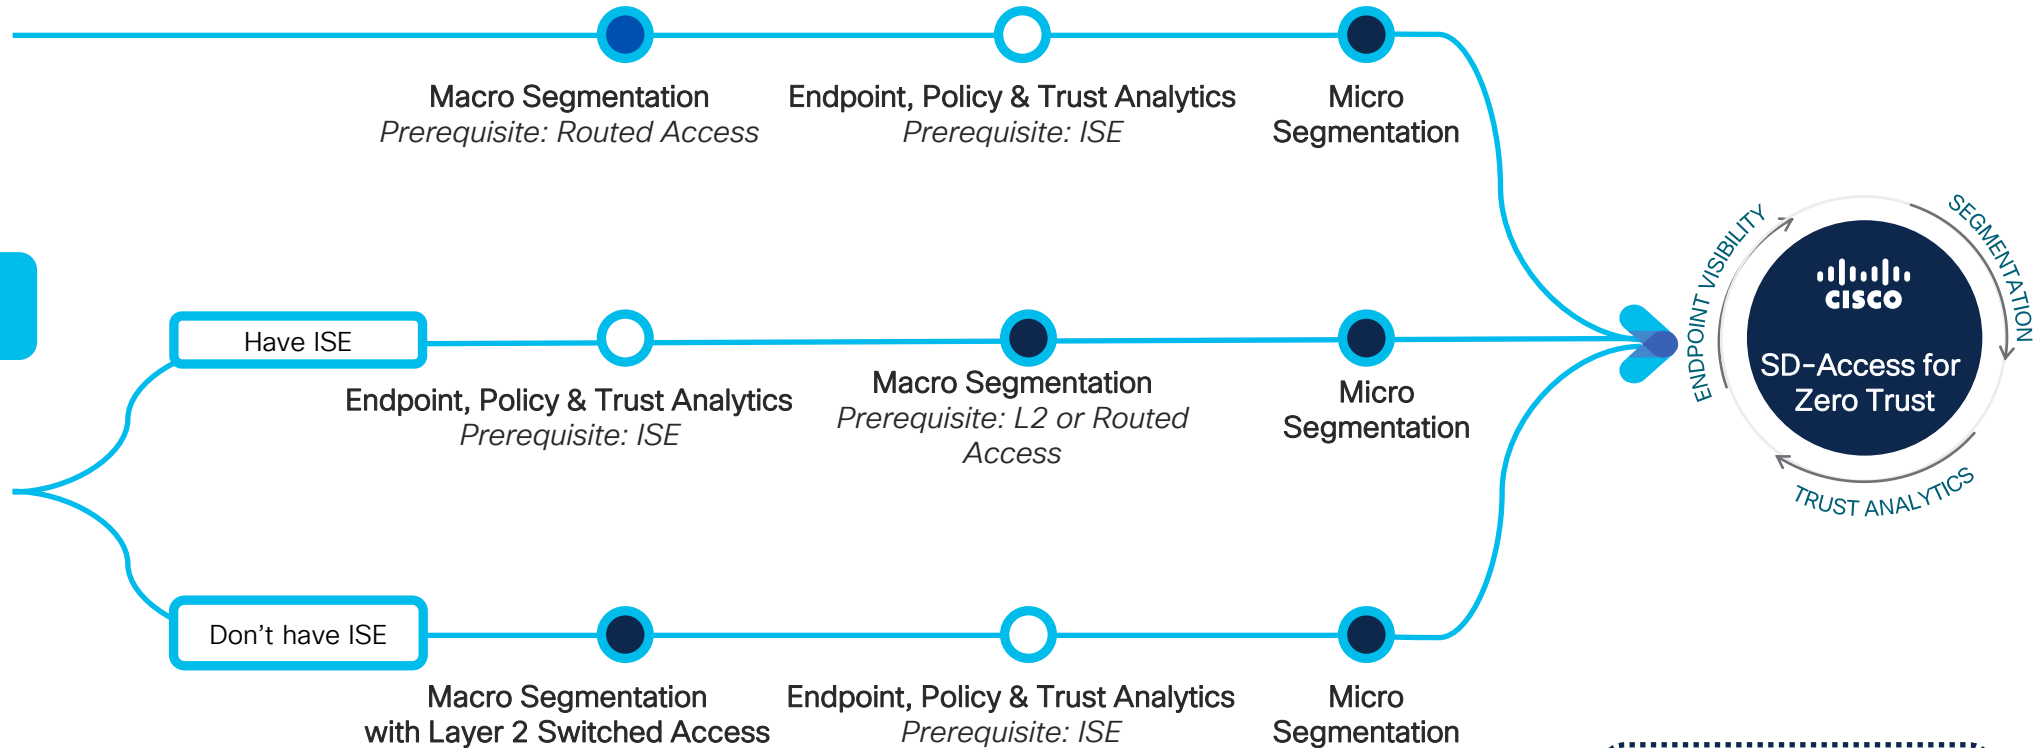 Macro Segmentation
Prerequisite: Routed Access
Endpoint, Policy & Trust Analytics
Prerequisite: ISE
Micro
Segmentation
Have ISE
Endpoint, Policy & Trust Analytics
Prerequisite: ISE
Macro Segmentation
Prerequisite: L2 or Routed
Access
Micro
Segmentation
ENDPOINT VISIBILITY
SEGMENTATION
CISCO
SD-Access for
Zero Trust
TRUST ANALYTICS
Don't have ISE
Macro Segmentation
with Layer 2 Switched Access
Endpoint, Policy & Trust Analytics
Prerequisite: ISE
Micro
Segmentation